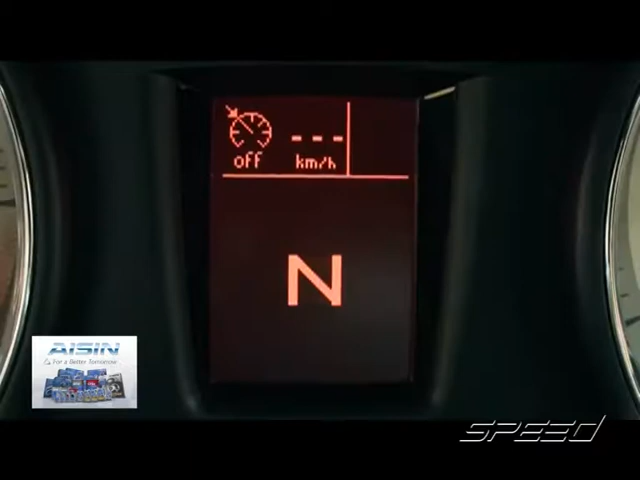 off
--- km/h
N
AISIN
For a Better Tomorrow
SPEED